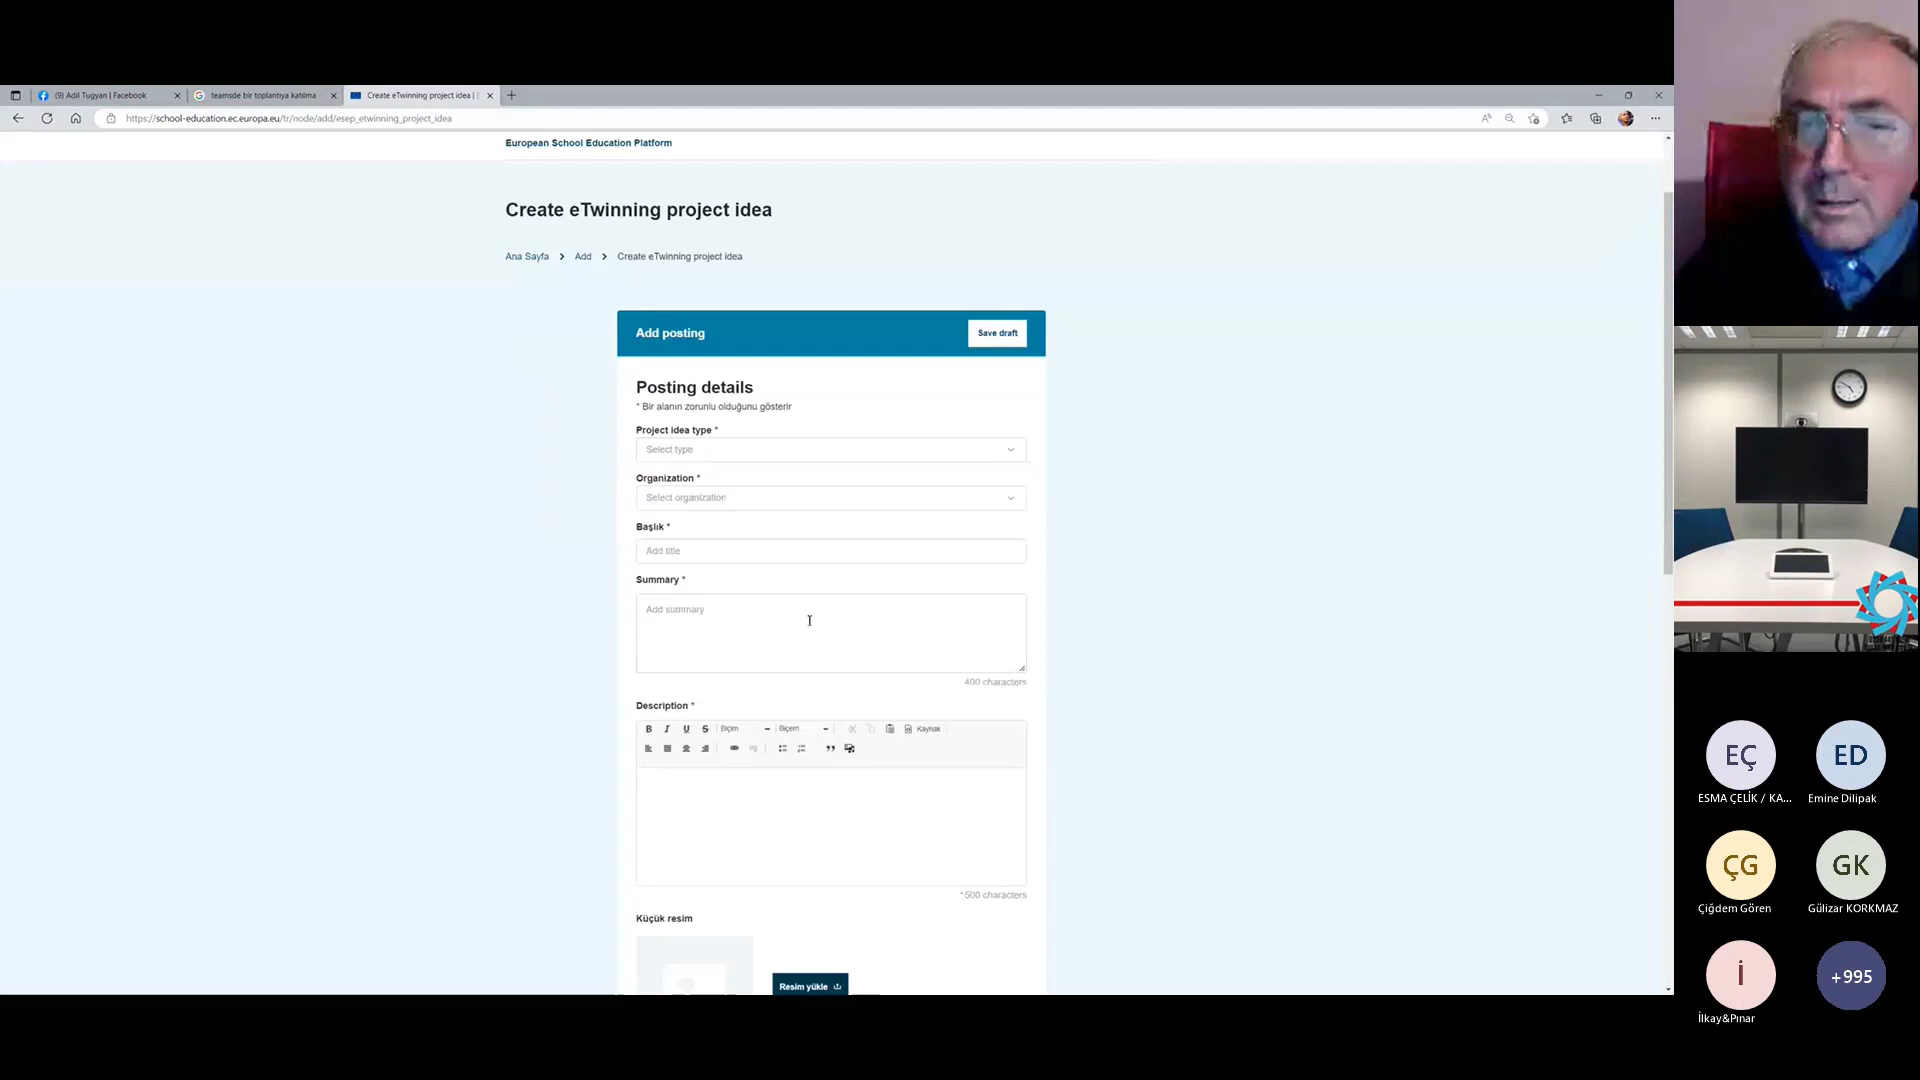 (9) Adil Tugyan | Facebook
teamsde bir toplantıya katılma
Create eTwinning project idea |
https://school-education.ec.europa.eu/tr/node/add/esep_etwinning_project_idea
European School Education Platform
Create eTwinning project idea
Ana Sayfa > Add > Create eTwinning project idea
Add posting
Save draft
Posting details
* Bir alanın zorunlu olduğunu gösterir
Project idea type *
Select type
Organization *
Select organization
Başlık *
Add title
Summary *
Add summary
400 characters
Description *
B I U S Biçim Biçem Kaynak
*500 characters
Küçük resim
Resim yükle
EÇ
ESMA ÇELİK / KA...
ED
Emine Dilipak
ÇG
Çiğdem Gören
GK
Gülizar KORKMAZ
İ
İlkay&Pınar
+995